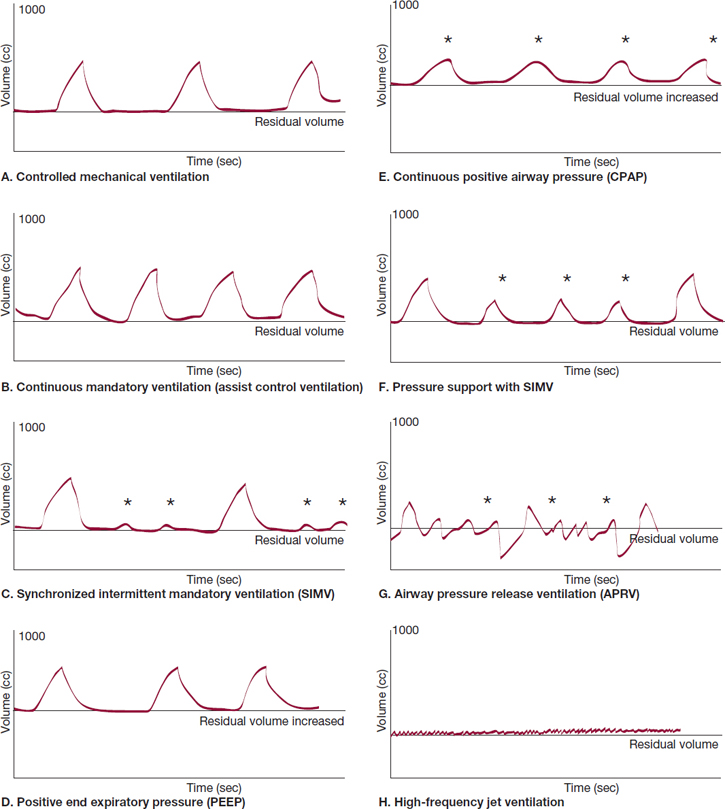 1000
Volume (cc)
Residual volume
Time (sec)
A. Controlled mechanical ventilation
1000
Volume (cc)
Residual volume
Time (sec)
B. Continuous mandatory ventilation (assist control ventilation)
1000
Volume (cc)
* * * *
Residual volume
Time (sec)
C. Synchronized intermittent mandatory ventilation (SIMV)
1000
Volume (cc)
Residual volume increased
Time (sec)
D. Positive end expiratory pressure (PEEP)
1000
Volume (cc)
* * * *
Residual volume increased
Time (sec)
E. Continuous positive airway pressure (CPAP)
1000
Volume (cc)
* * *
Residual volume
Time (sec)
F. Pressure support with SIMV
1000
Volume (cc)
* * *
Residual volume
Time (sec)
G. Airway pressure release ventilation (APRV)
1000
Volume (cc)
Residual volume
Time (sec)
H. High-frequency jet ventilation